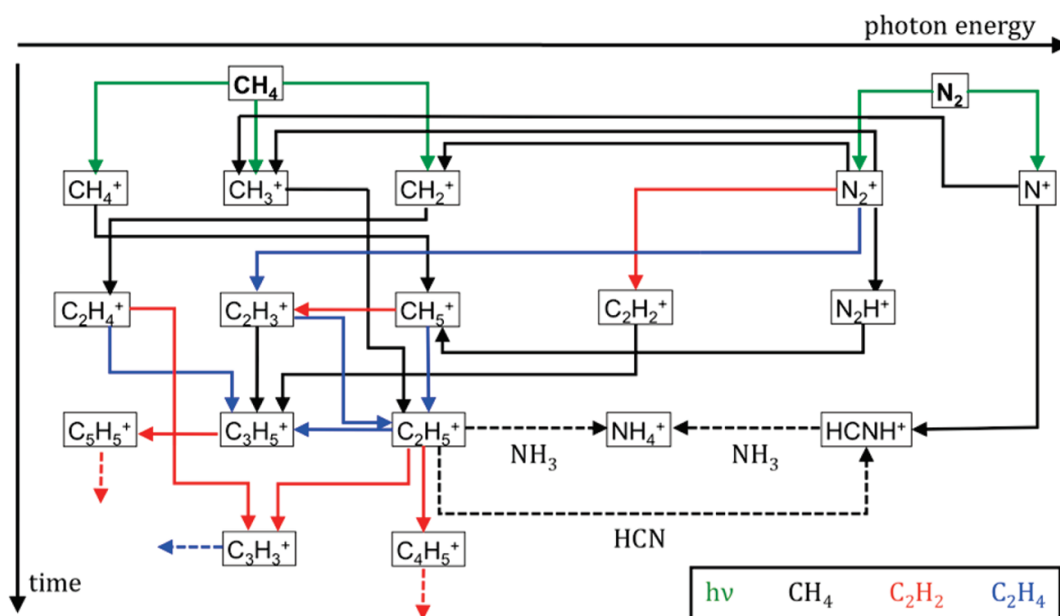 photon energy
CH₄ N₂
CH₄⁺ CH₃⁺ CH₂⁺ N₂⁺ N⁺
C₂H₄⁺ C₂H₃⁺ CH₅⁺ C₂H₂⁺ N₂H⁺
C₅H₅⁺ C₃H₅⁺ C₂H₅⁺ NH₄⁺ HCNH⁺
NH₃ NH₃
HCN
C₃H₃⁺ C₄H₅⁺
time
hν CH₄ C₂H₂ C₂H₄